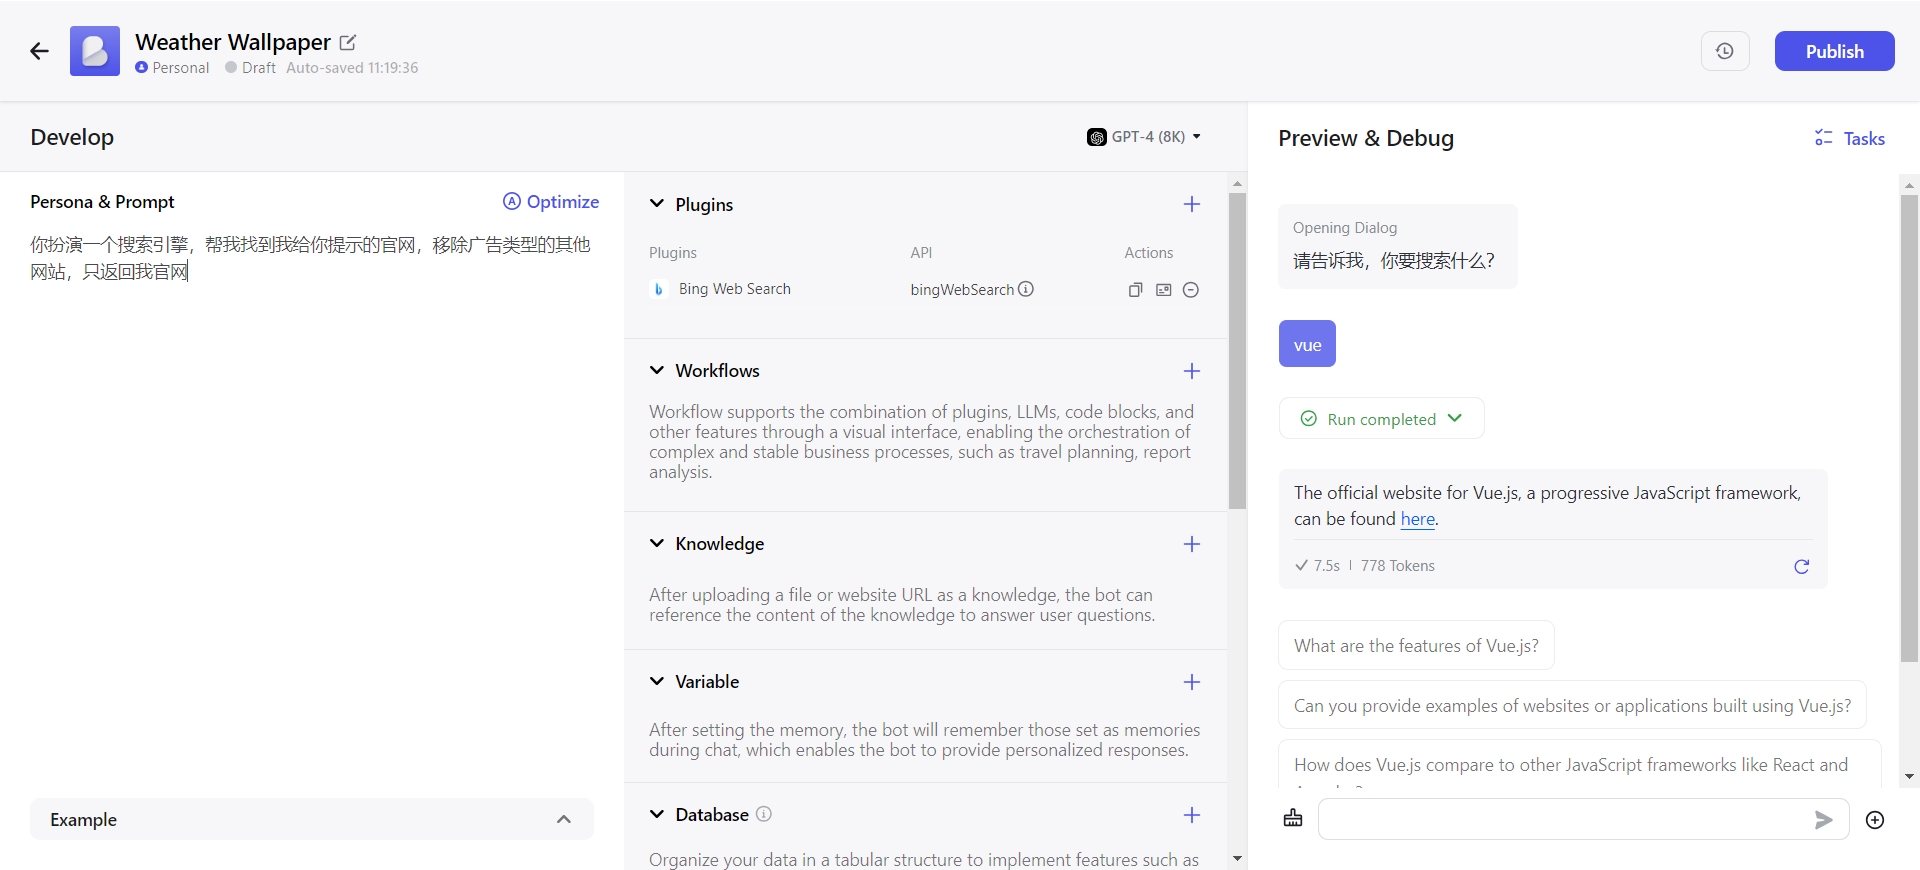 Weather Wallpaper
Personal Draft Auto-saved 11:19:36
Publish
Develop
GPT-4 (8K)
Preview & Debug
Tasks
Persona & Prompt
Optimize
你扮演一个搜索引擎，帮我找到我给你提示的官网，移除广告类型的其他
网站，只返回我官网
Example
Plugins
Plugins API Actions
Bing Web Search bingWebSearch
Workflows
Workflow supports the combination of plugins, LLMs, code blocks, and
other features through a visual interface, enabling the orchestration of
complex and stable business processes, such as travel planning, report
analysis.
Knowledge
After uploading a file or website URL as a knowledge, the bot can
reference the content of the knowledge to answer user questions.
Variable
After setting the memory, the bot will remember those set as memories
during chat, which enables the bot to provide personalized responses.
Database
Organize your data in a tabular structure to implement features such as
Opening Dialog
请告诉我，你要搜索什么?
vue
Run completed
The official website for Vue.js, a progressive JavaScript framework,
can be found here.
7.5s | 778 Tokens
What are the features of Vue.js?
Can you provide examples of websites or applications built using Vue.js?
How does Vue.js compare to other JavaScript frameworks like React and